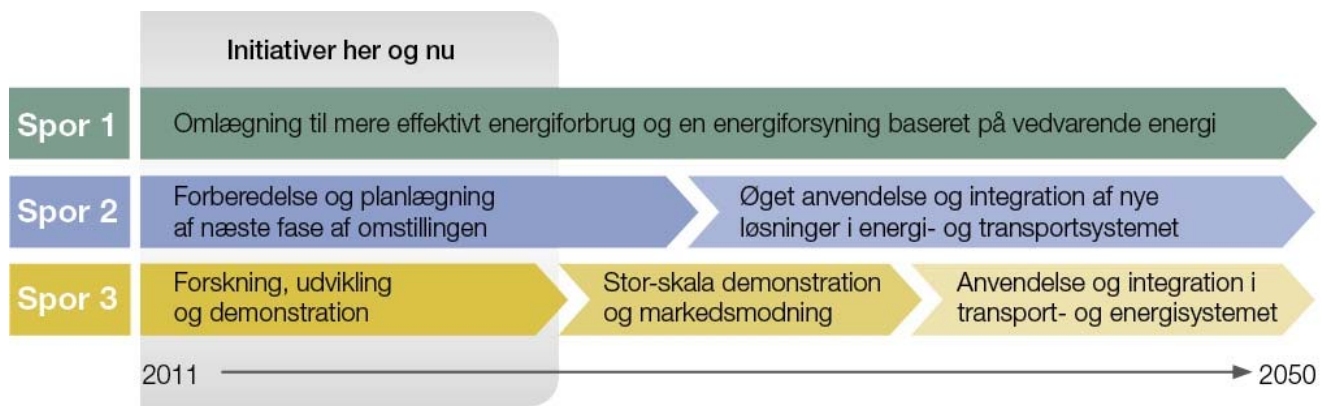 Initiativer her og nu
Spor 1
Omlægning til mere effektivt energiforbrug og en energiforsyning baseret på vedvarende energi
Spor 2
Forberedelse og planlægning
af næste fase af omstillingen
Øget anvendelse og integration af nye
løsninger i energi- og transportsystemet
Spor 3
Forskning, udvikling
og demonstration
Stor-skala demonstration
og markedsmodning
Anvendelse og integration i
transport- og energisystemet
2011
2050